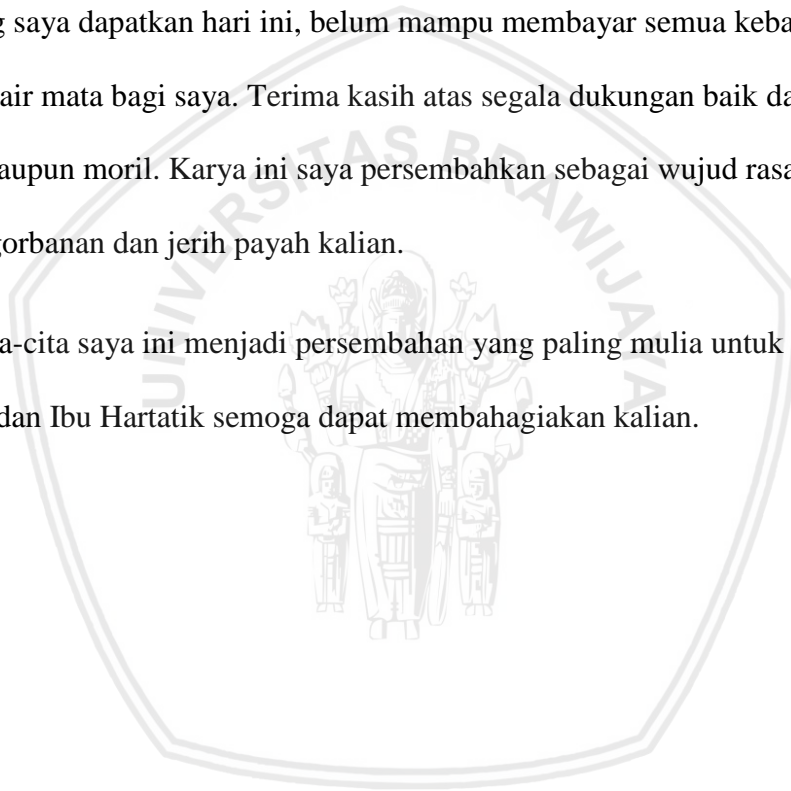 g saya dapatkan hari ini, belum mampu membayar semua keba
air mata bagi saya. Terima kasih atas segala dukungan baik da
aupun moril. Karya ini saya persembahkan sebagai wujud rasa
gorbanan dan jerih payah kalian.
a-cita saya ini menjadi persembahan yang paling mulia untuk
dan Ibu Hartatik semoga dapat membahagiakan kalian.
UNIVERSITAS BRAWIJAYA